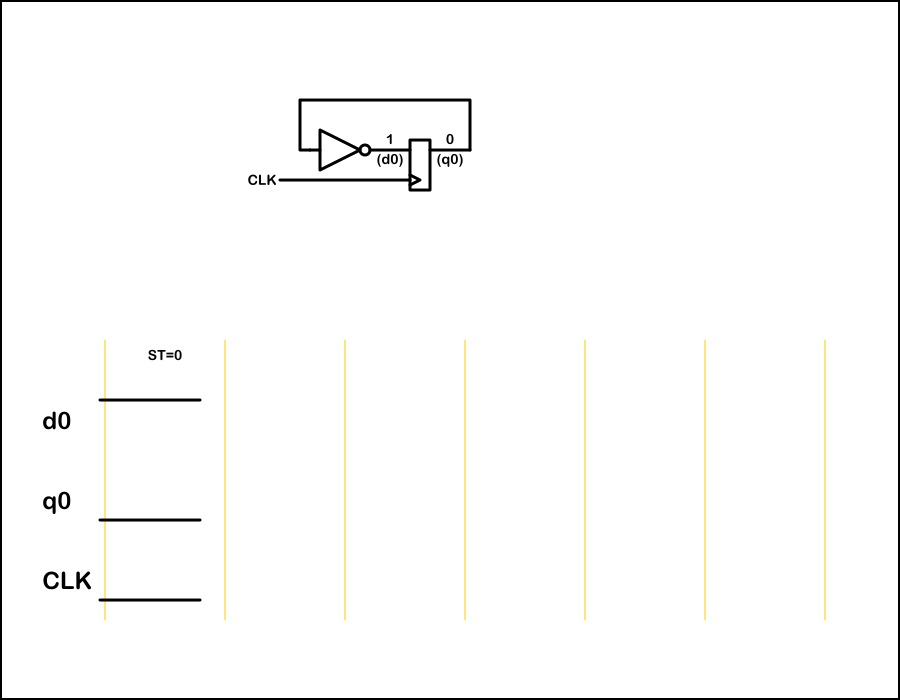 1 0
(d0) (q0)
CLK
ST=0
d0
q0
CLK